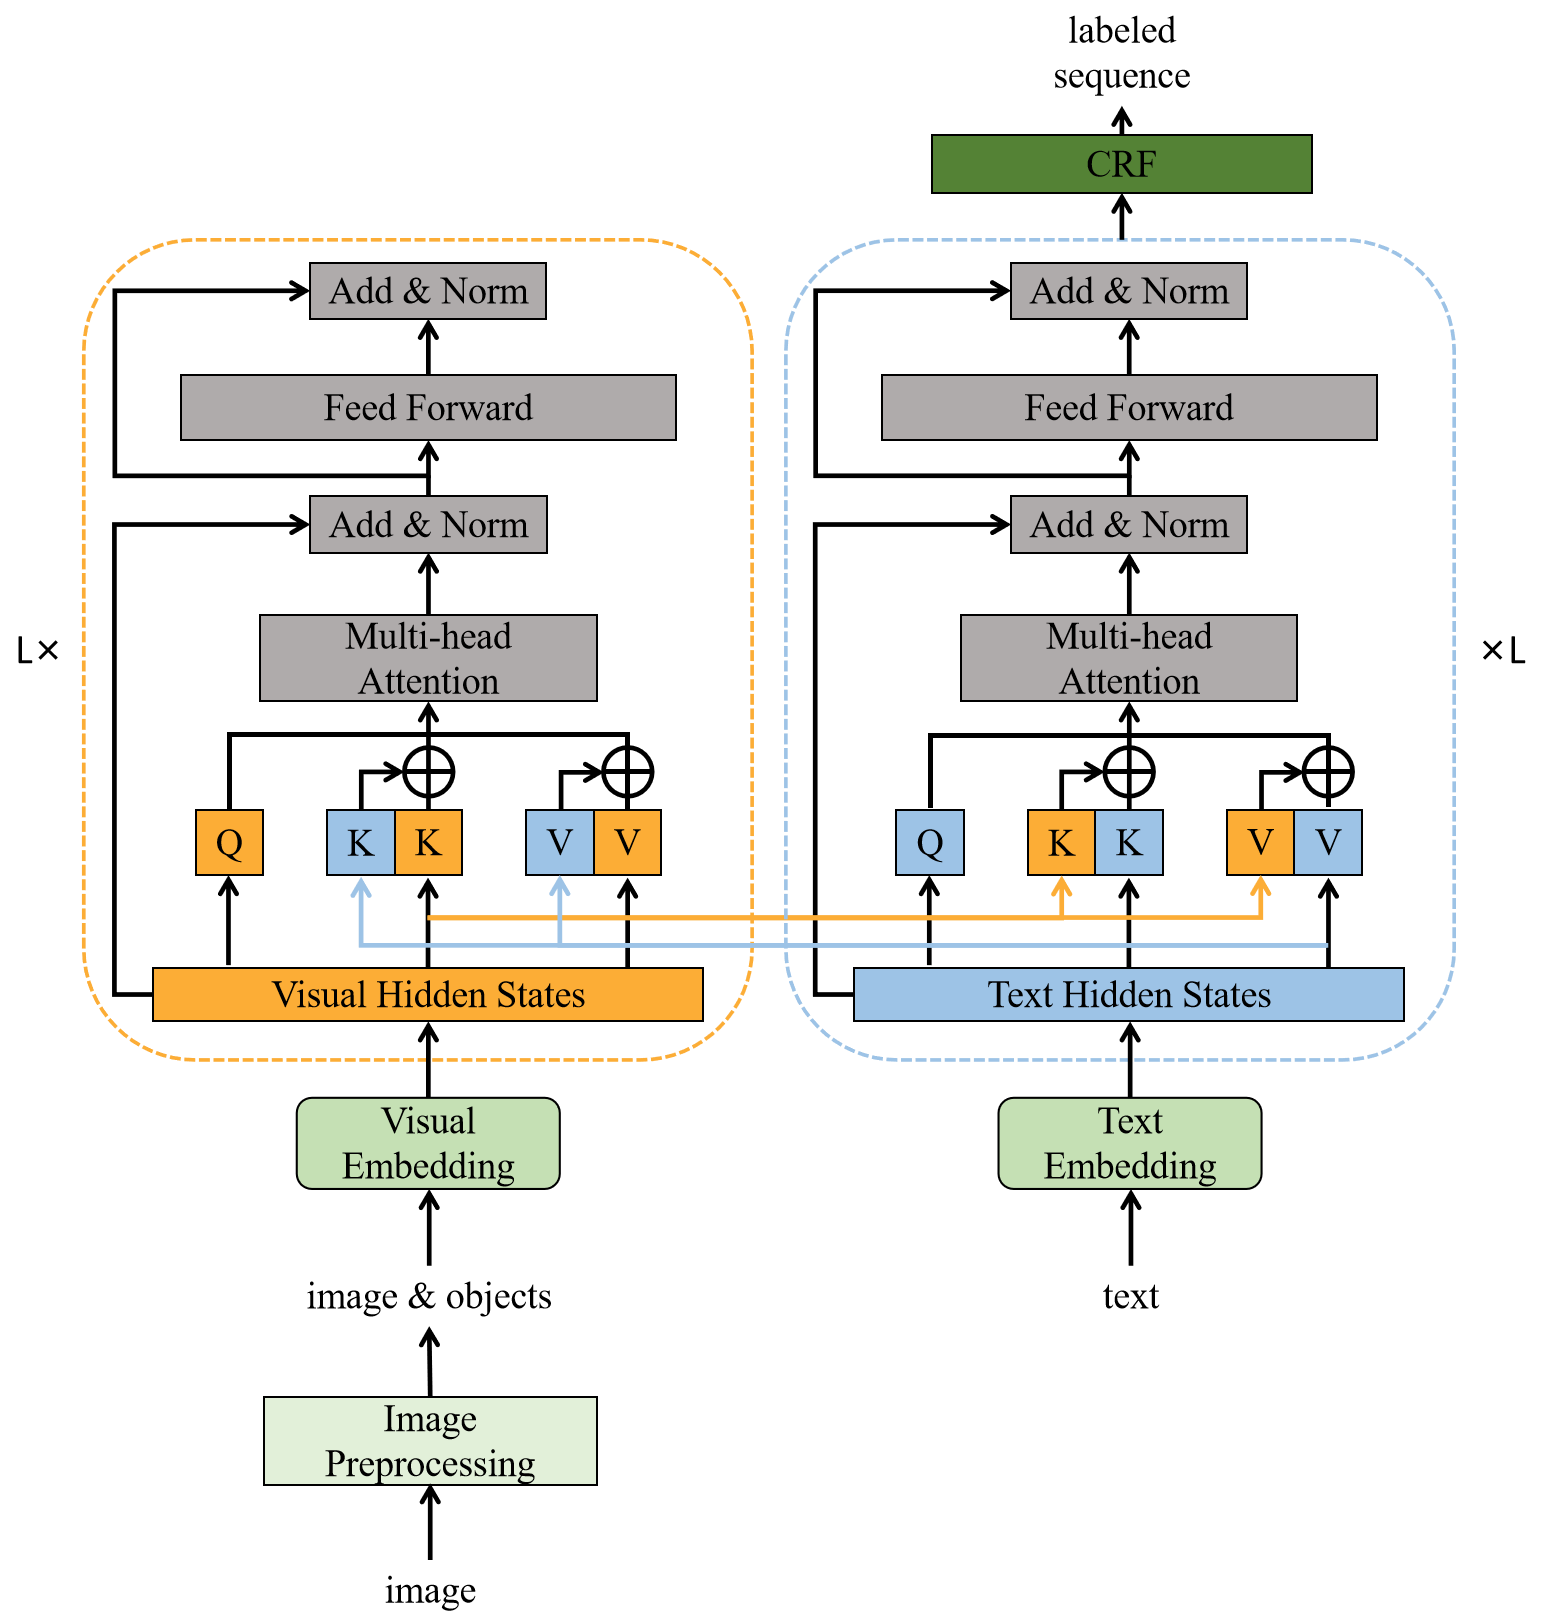 labeled
sequence
CRF
Add & Norm
Feed Forward
Add & Norm
Multi-head
Attention
L×
Q
K
K
V
V
Visual Hidden States
Visual
Embedding
image & objects
Image
Preprocessing
image
Add & Norm
Feed Forward
Add & Norm
Multi-head
Attention
×L
Q
K
K
V
V
Text Hidden States
Text
Embedding
text